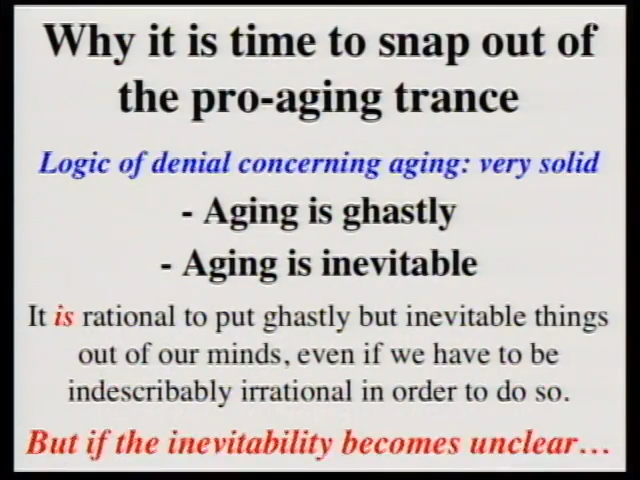 Why it is time to snap out of
the pro-aging trance
Logic of denial concerning aging: very solid
- Aging is ghastly
- Aging is inevitable
It is rational to put ghastly but inevitable things
out of our minds, even if we have to be
indescribably irrational in order to do so.
But if the inevitability becomes unclear…